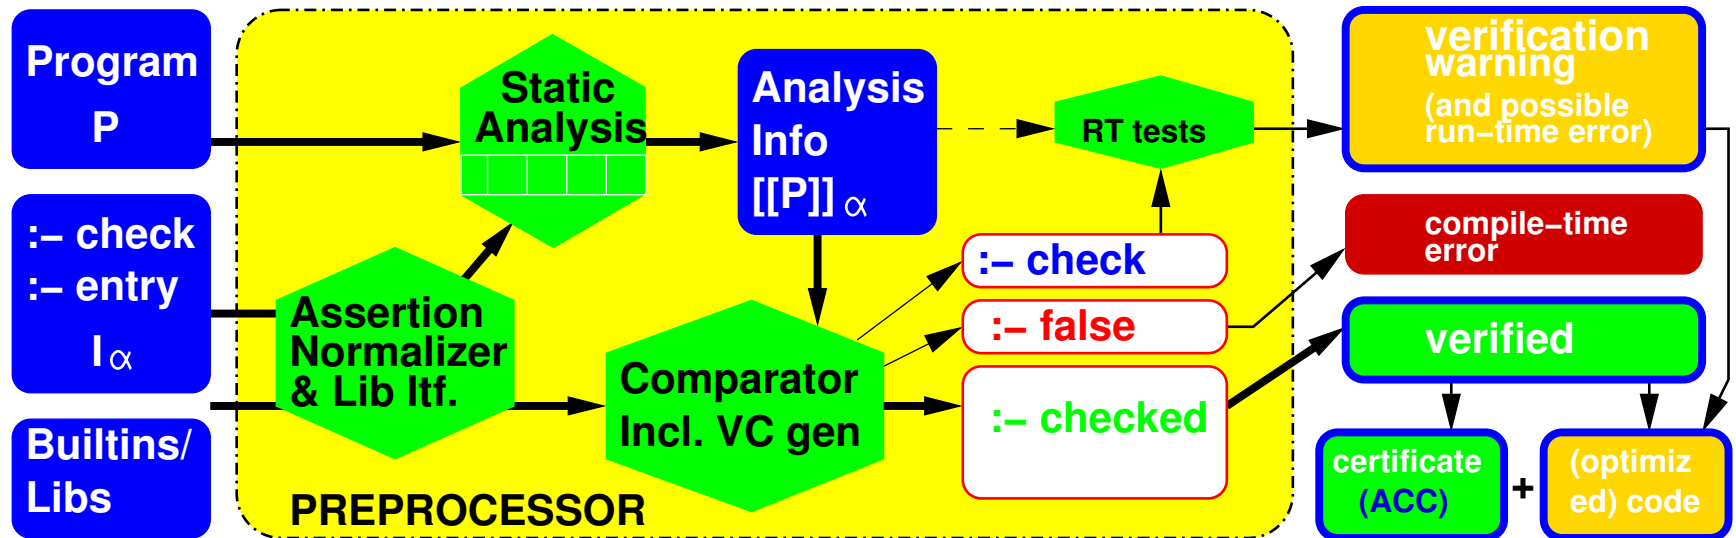 Program
P
:− check
:− entry
I α
Builtins/
Libs
Static
Analysis
Assertion
Normalizer
& Lib Itf.
PREPROCESSOR
Analysis
Info
[[P]] α
Comparator
Incl. VC gen
RT tests
:− check
:− false
:− checked
verification
warning
(and possible
run−time error)
compile−time
error
verified
certificate
(ACC)
+
(optimiz
ed) code